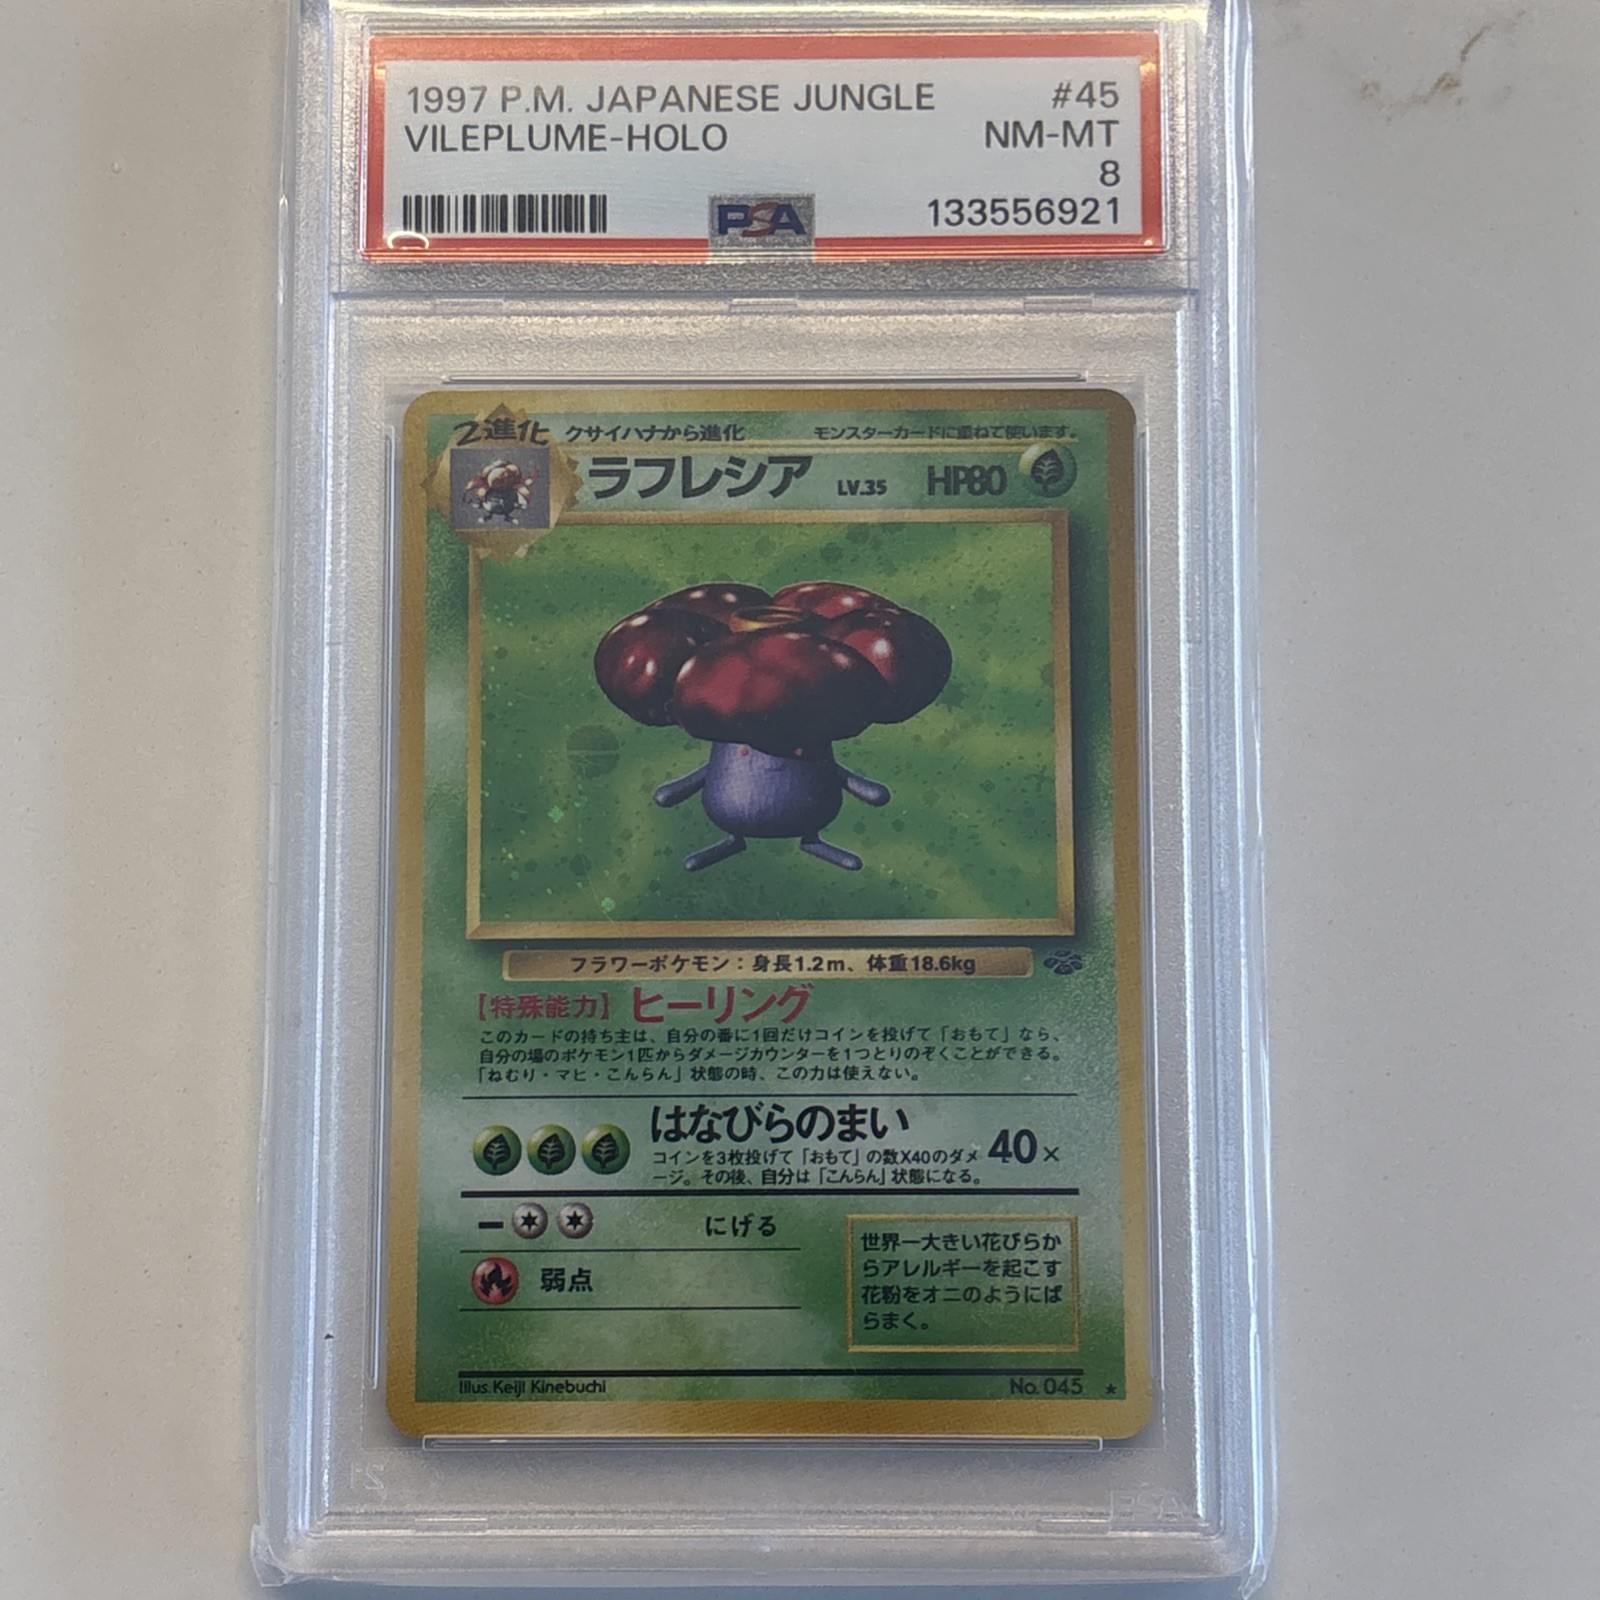 1997 P.M. JAPANESE JUNGLE #45
VILEPLUME-HOLO NM-MT
8
PSA 133556921
2進化 クサイハナから進化 モンスターカードに重ねて使います。
ラフレシア LV.35 HP80
フラワーポケモン：身長1.2m、体重18.6kg
【特殊能力】ヒーリング
このカードの持ち主は、自分の番に1回だけコインを投げて「おもて」なら、
自分の場のポケモン1匹からダメージカウンターを1つとりのぞくことができる。
「ねむり・マヒ・こんらん」状態の時、この力は使えない。
はなびらのまい
コインを3枚投げて「おもて」の数X40のダメ 40×
ージ。その後、自分は「こんらん」状態になる。
ー にげる
弱点
世界一大きい花びらか
らアレルギーを起こす
花粉をオニのようにば
らまく。
Illus. Keiji Kinebuchi No. 045 ★